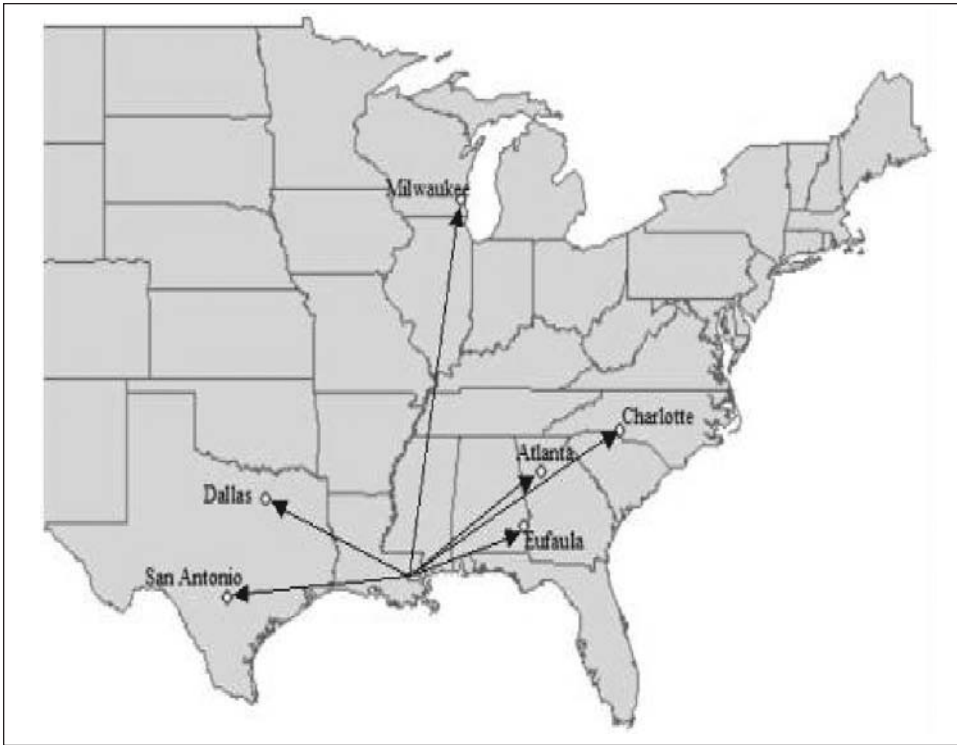 Milwaukee
Charlotte
Atlanta
Dallas
Eufaula
San Antonio